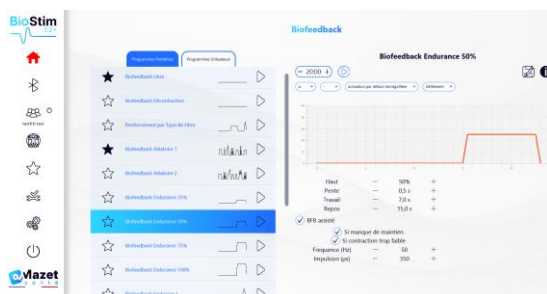 BioStim
Biofeedback
Programmes Prédéfinis
Programmes Utilisateurs
Biofeedback Libre
Biofeedback Décontraction
Renforcement par Type de Fibre
Biofeedback Aléatoire 1
Biofeedback Aléatoire 2
Biofeedback Endurance 25%
Biofeedback Endurance 50%
Biofeedback Endurance 75%
Biofeedback Endurance 100%
Biofeedback Endurance 50%
- 20:00 +
Défilement
Haut - 50% +
Pente - 0,5 s +
Travail - 7,0 s +
Repos - 15,0 s +
BFB assisté
Si manque de maintien
Si contraction trop faible
Fréquence (Hz) - 50 +
Impulsion (µs) - 350 +
Mazet
santé